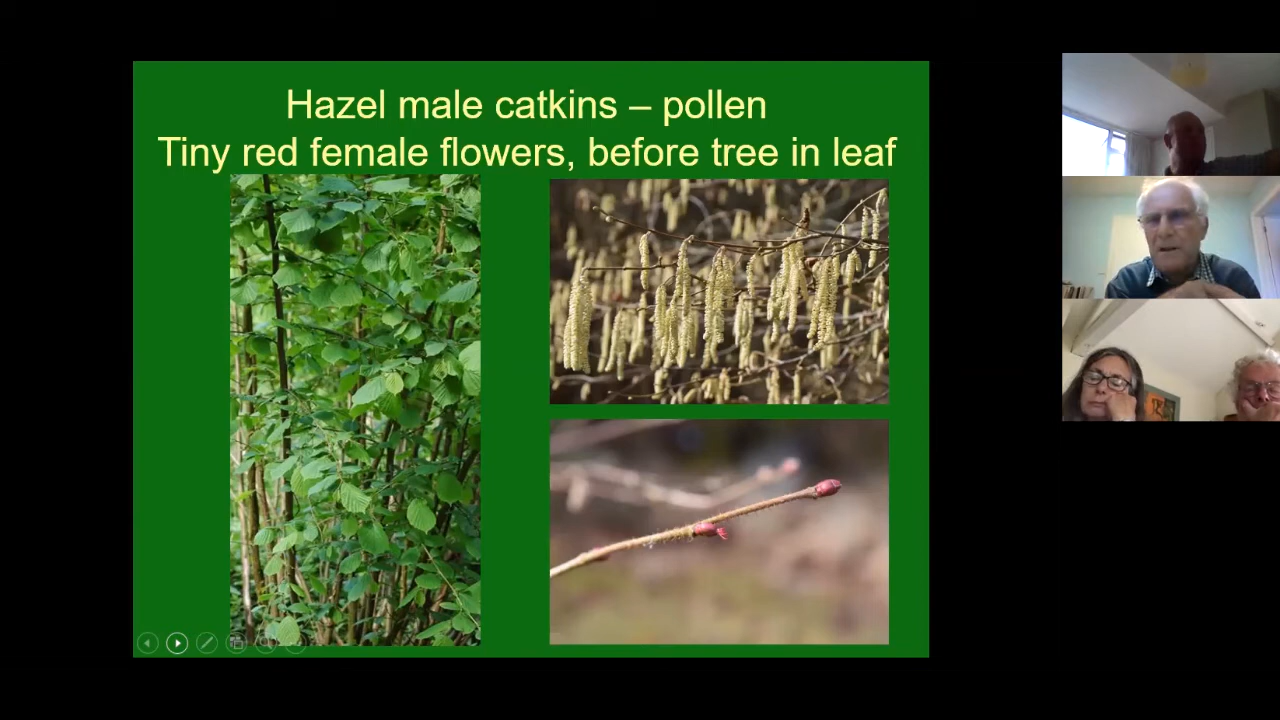 Hazel male catkins – pollen
Tiny red female flowers, before tree in leaf